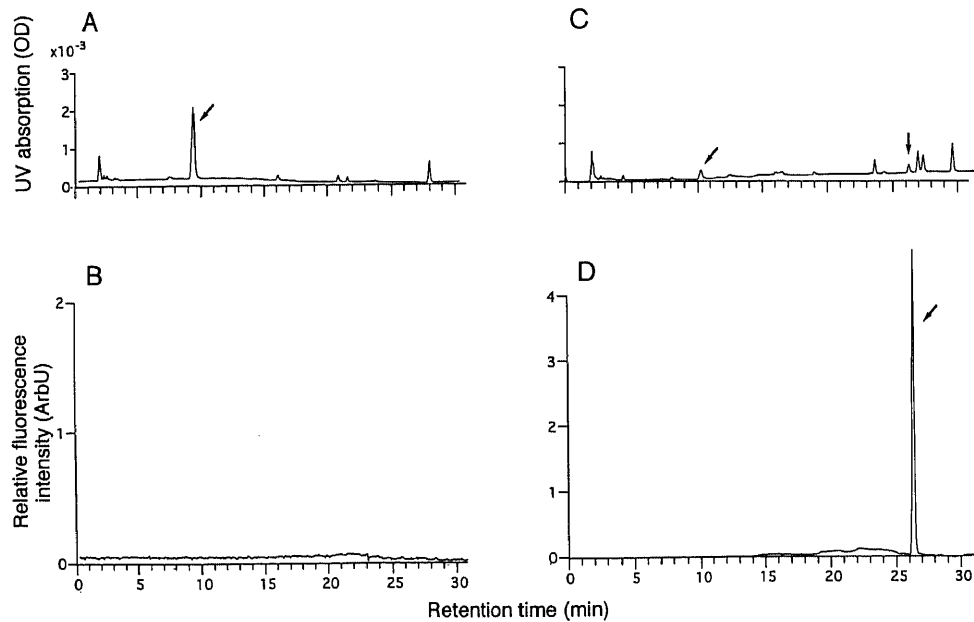 A
UV absorption (OD)
x10-3
3
2
1
0
C
B
Relative fluorescence
intensity (ArbU)
2
1
0
0 5 10 15 20 25 30
D
4
3
2
1
0
0 5 10 15 20 25 30
Retention time (min)